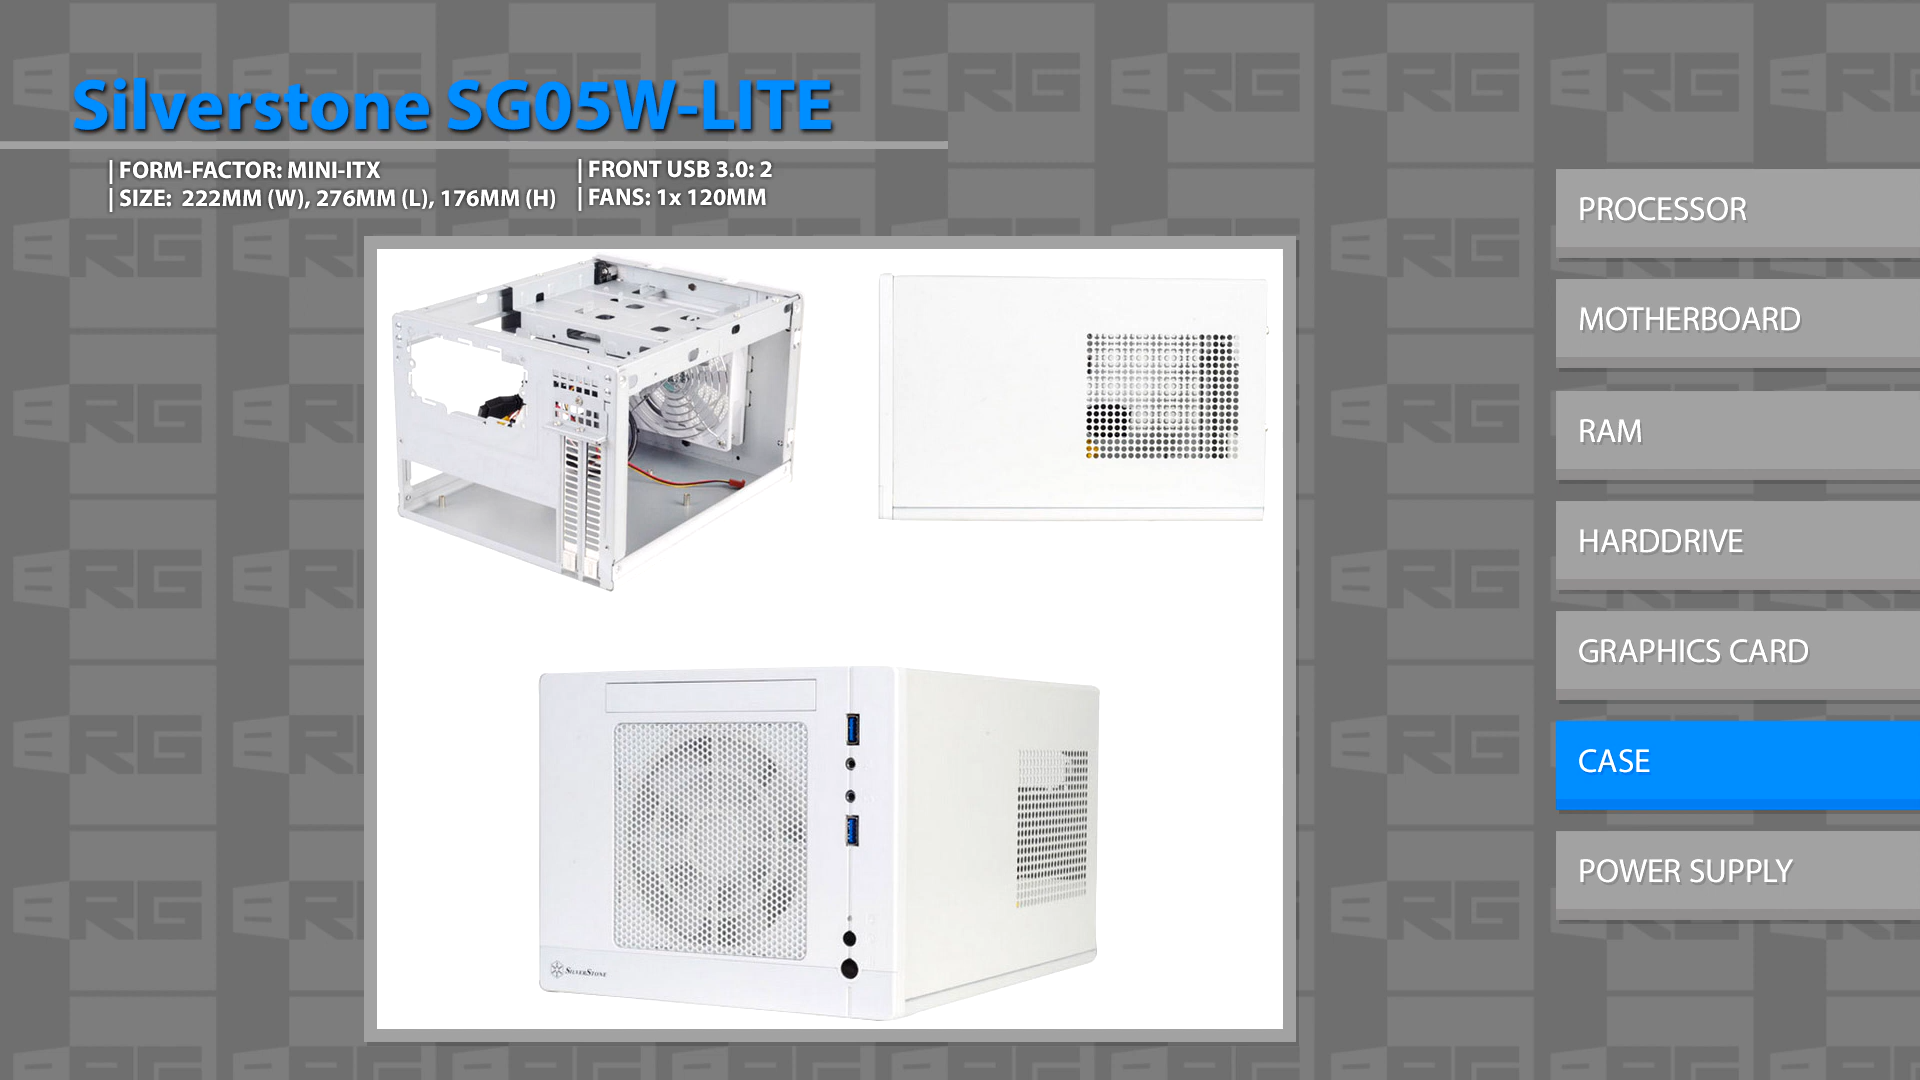 Silverstone SG05W-LITE
| FORM-FACTOR: MINI-ITX
| SIZE: 222MM (W), 276MM (L), 176MM (H)
| FRONT USB 3.0: 2
| FANS: 1x 120MM
PROCESSOR
MOTHERBOARD
RAM
HARDDRIVE
GRAPHICS CARD
CASE
POWER SUPPLY
SILVERSTONE